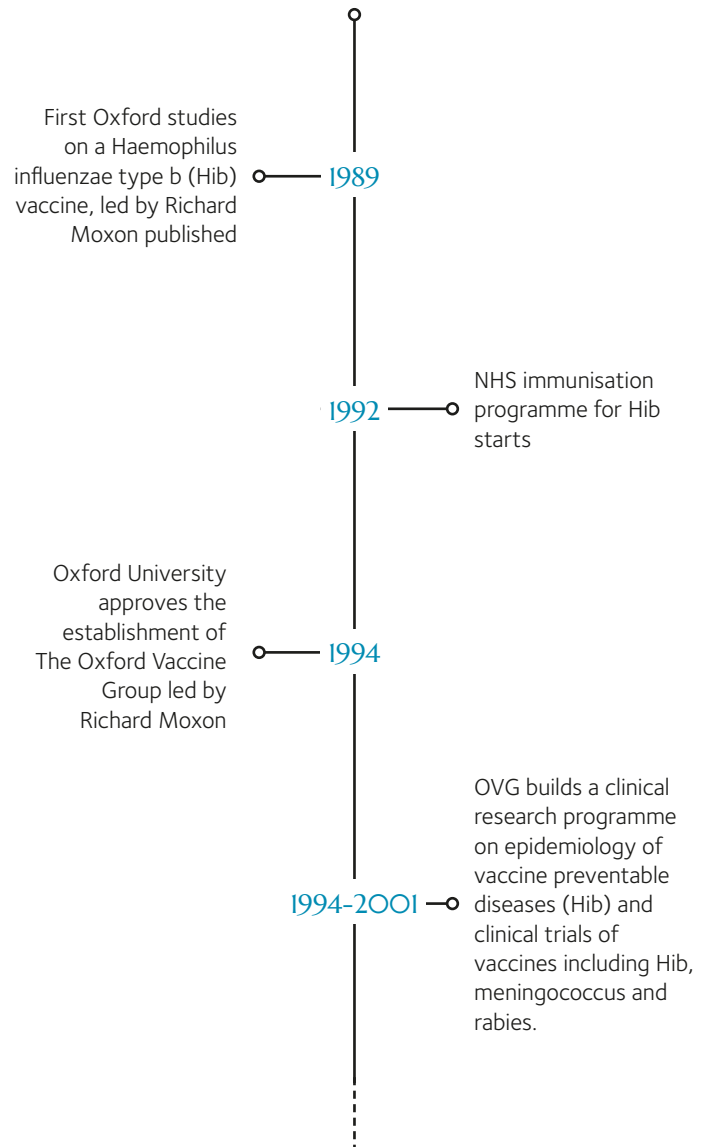 First Oxford studies
on a Haemophilus
influenzae type b (Hib)
vaccine, led by Richard
Moxon published
1989
1992
NHS immunisation
programme for Hib
starts
Oxford University
approves the
establishment of
The Oxford Vaccine
Group led by
Richard Moxon
1994
1994-2001
OVG builds a clinical
research programme
on epidemiology of
vaccine preventable
diseases (Hib) and
clinical trials of
vaccines including Hib,
meningococcus and
rabies.